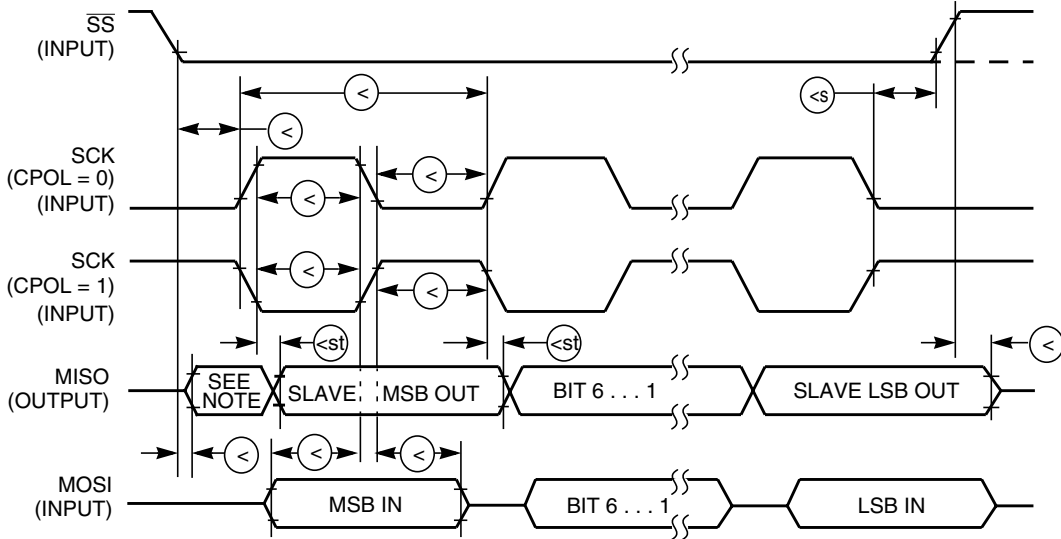 SS
(INPUT)
<
<s
<
SCK
(CPOL = 0)
(INPUT)
<
<
SCK
(CPOL = 1)
(INPUT)
<
<
<st
<st
<
MISO
(OUTPUT)
SEE
NOTE
SLAVE
MSB OUT
BIT 6 . . . 1
SLAVE LSB OUT
<
<
<
MOSI
(INPUT)
MSB IN
BIT 6 . . . 1
LSB IN